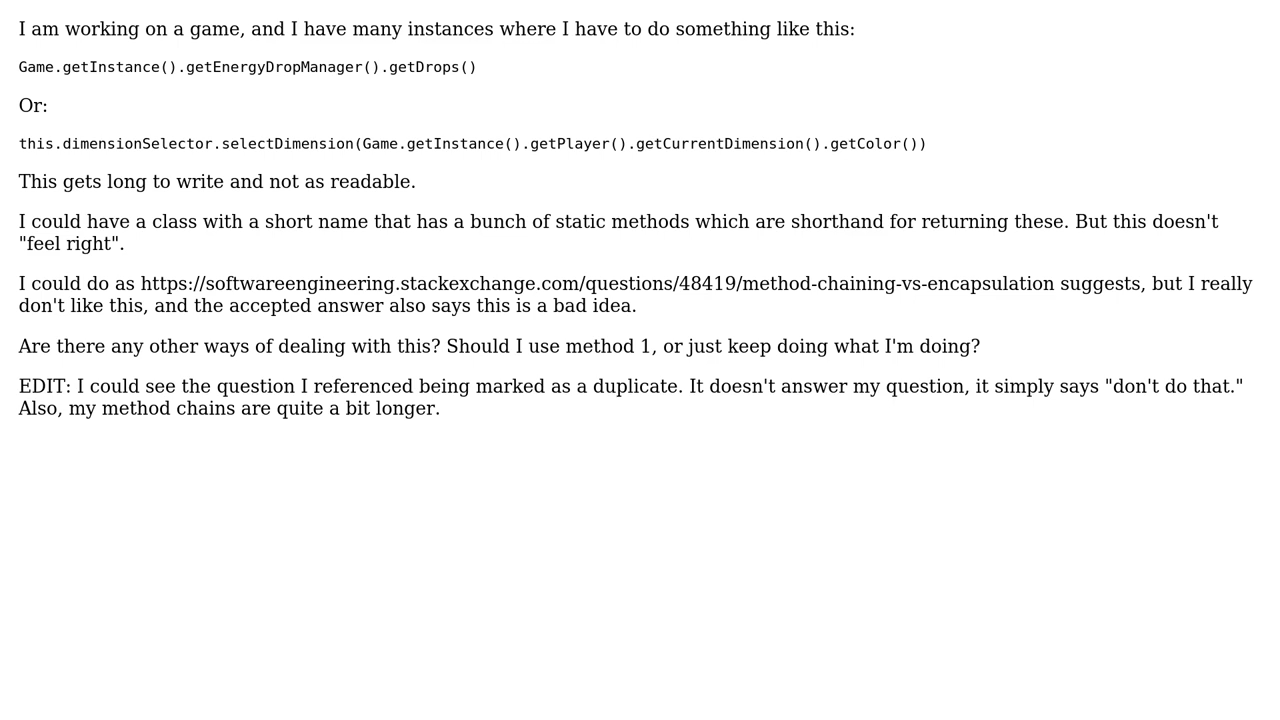 I am working on a game, and I have many instances where I have to do something like this:
Game.getInstance().getEnergyDropManager().getDrops()
Or:
this.dimensionSelector.selectDimension(Game.getInstance().getPlayer().getCurrentDimension().getColor())
This gets long to write and not as readable.
I could have a class with a short name that has a bunch of static methods which are shorthand for returning these. But this doesn't
"feel right".
I could do as https://softwareengineering.stackexchange.com/questions/48419/method-chaining-vs-encapsulation suggests, but I really
don't like this, and the accepted answer also says this is a bad idea.
Are there any other ways of dealing with this? Should I use method 1, or just keep doing what I'm doing?
EDIT: I could see the question I referenced being marked as a duplicate. It doesn't answer my question, it simply says "don't do that."
Also, my method chains are quite a bit longer.